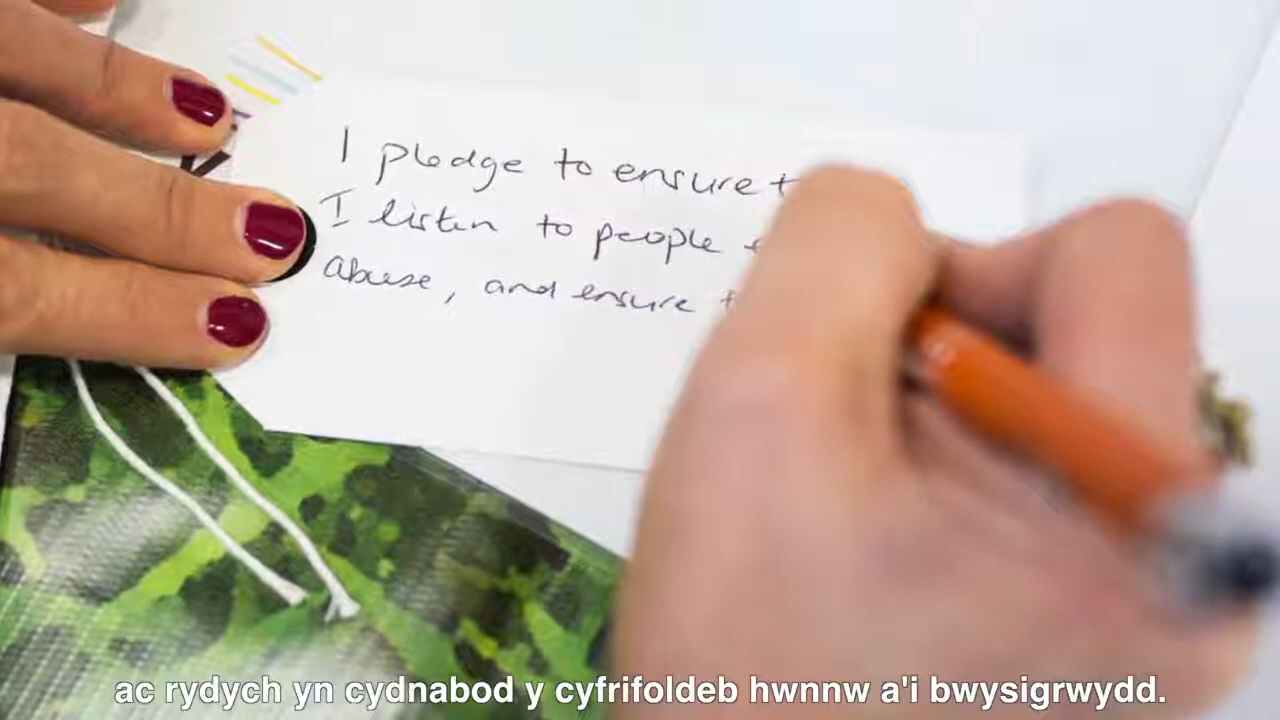 I pledge to ensure
I listen to people
abuse, and ensure
ac rydych yn cydnabod y cyfrifoldeb hwnnw a'i bwysigrwydd.